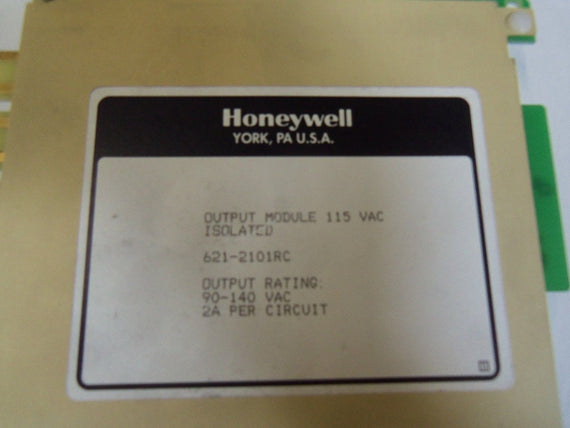 Honeywell
YORK, PA U.S.A.
OUTPUT MODULE 115 VAC
ISOLATED
621-2101RC
OUTPUT RATING:
90-140 VAC
2A PER CIRCUIT